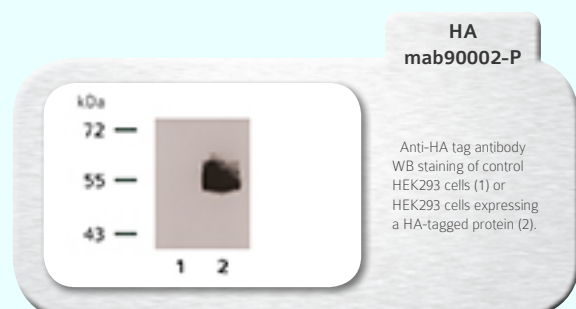 HA
mab90002-P
kDa
72
55
43
1 2
Anti-HA tag antibody
WB staining of control
HEK293 cells (1) or
HEK293 cells expressing
a HA-tagged protein (2).